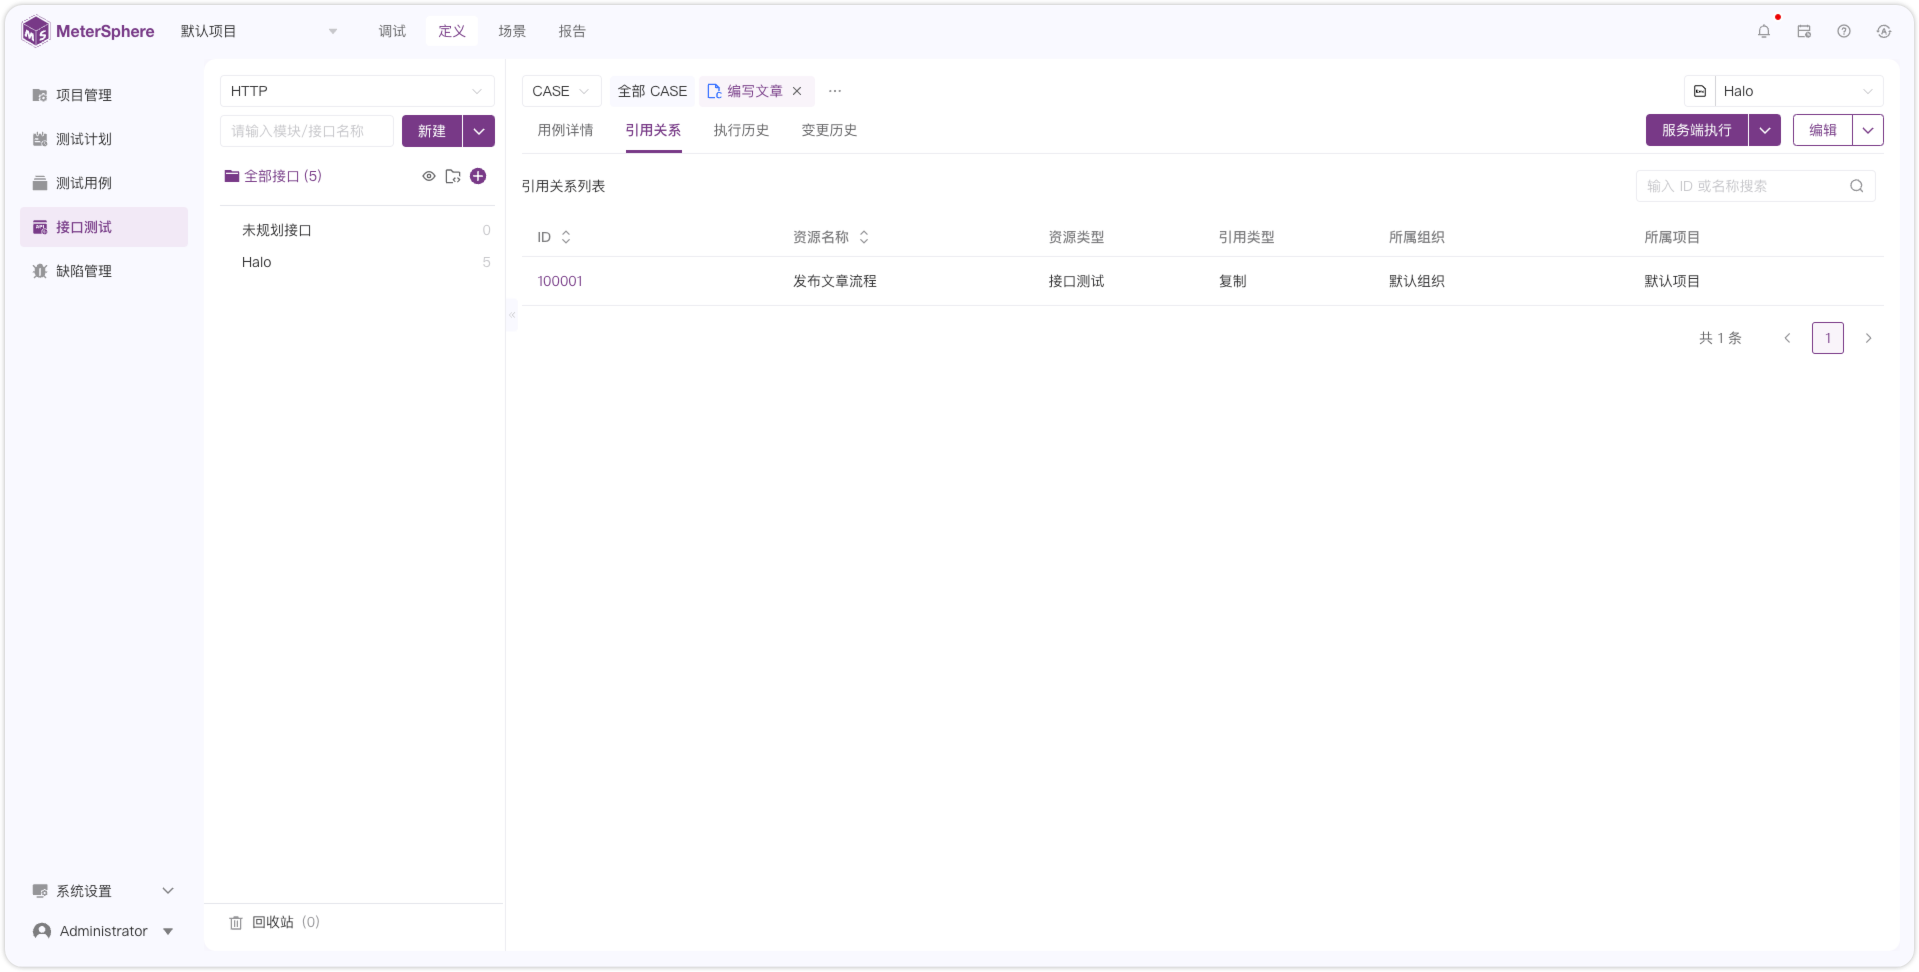 MeterSphere
默认项目
调试
定义
场景
报告
项目管理
测试计划
测试用例
接口测试
缺陷管理
系统设置
Administrator
HTTP
请输入模块/接口名称
新建
全部接口 (5)
未规划接口 0
Halo 5
回收站 (0)
CASE
全部 CASE
编写文章
···
Halo
用例详情
引用关系
执行历史
变更历史
服务端执行
编辑
引用关系列表
输入 ID 或名称搜索
ID 资源名称 资源类型 引用类型 所属组织 所属项目
100001 发布文章流程 接口测试 复制 默认组织 默认项目
共 1 条
1